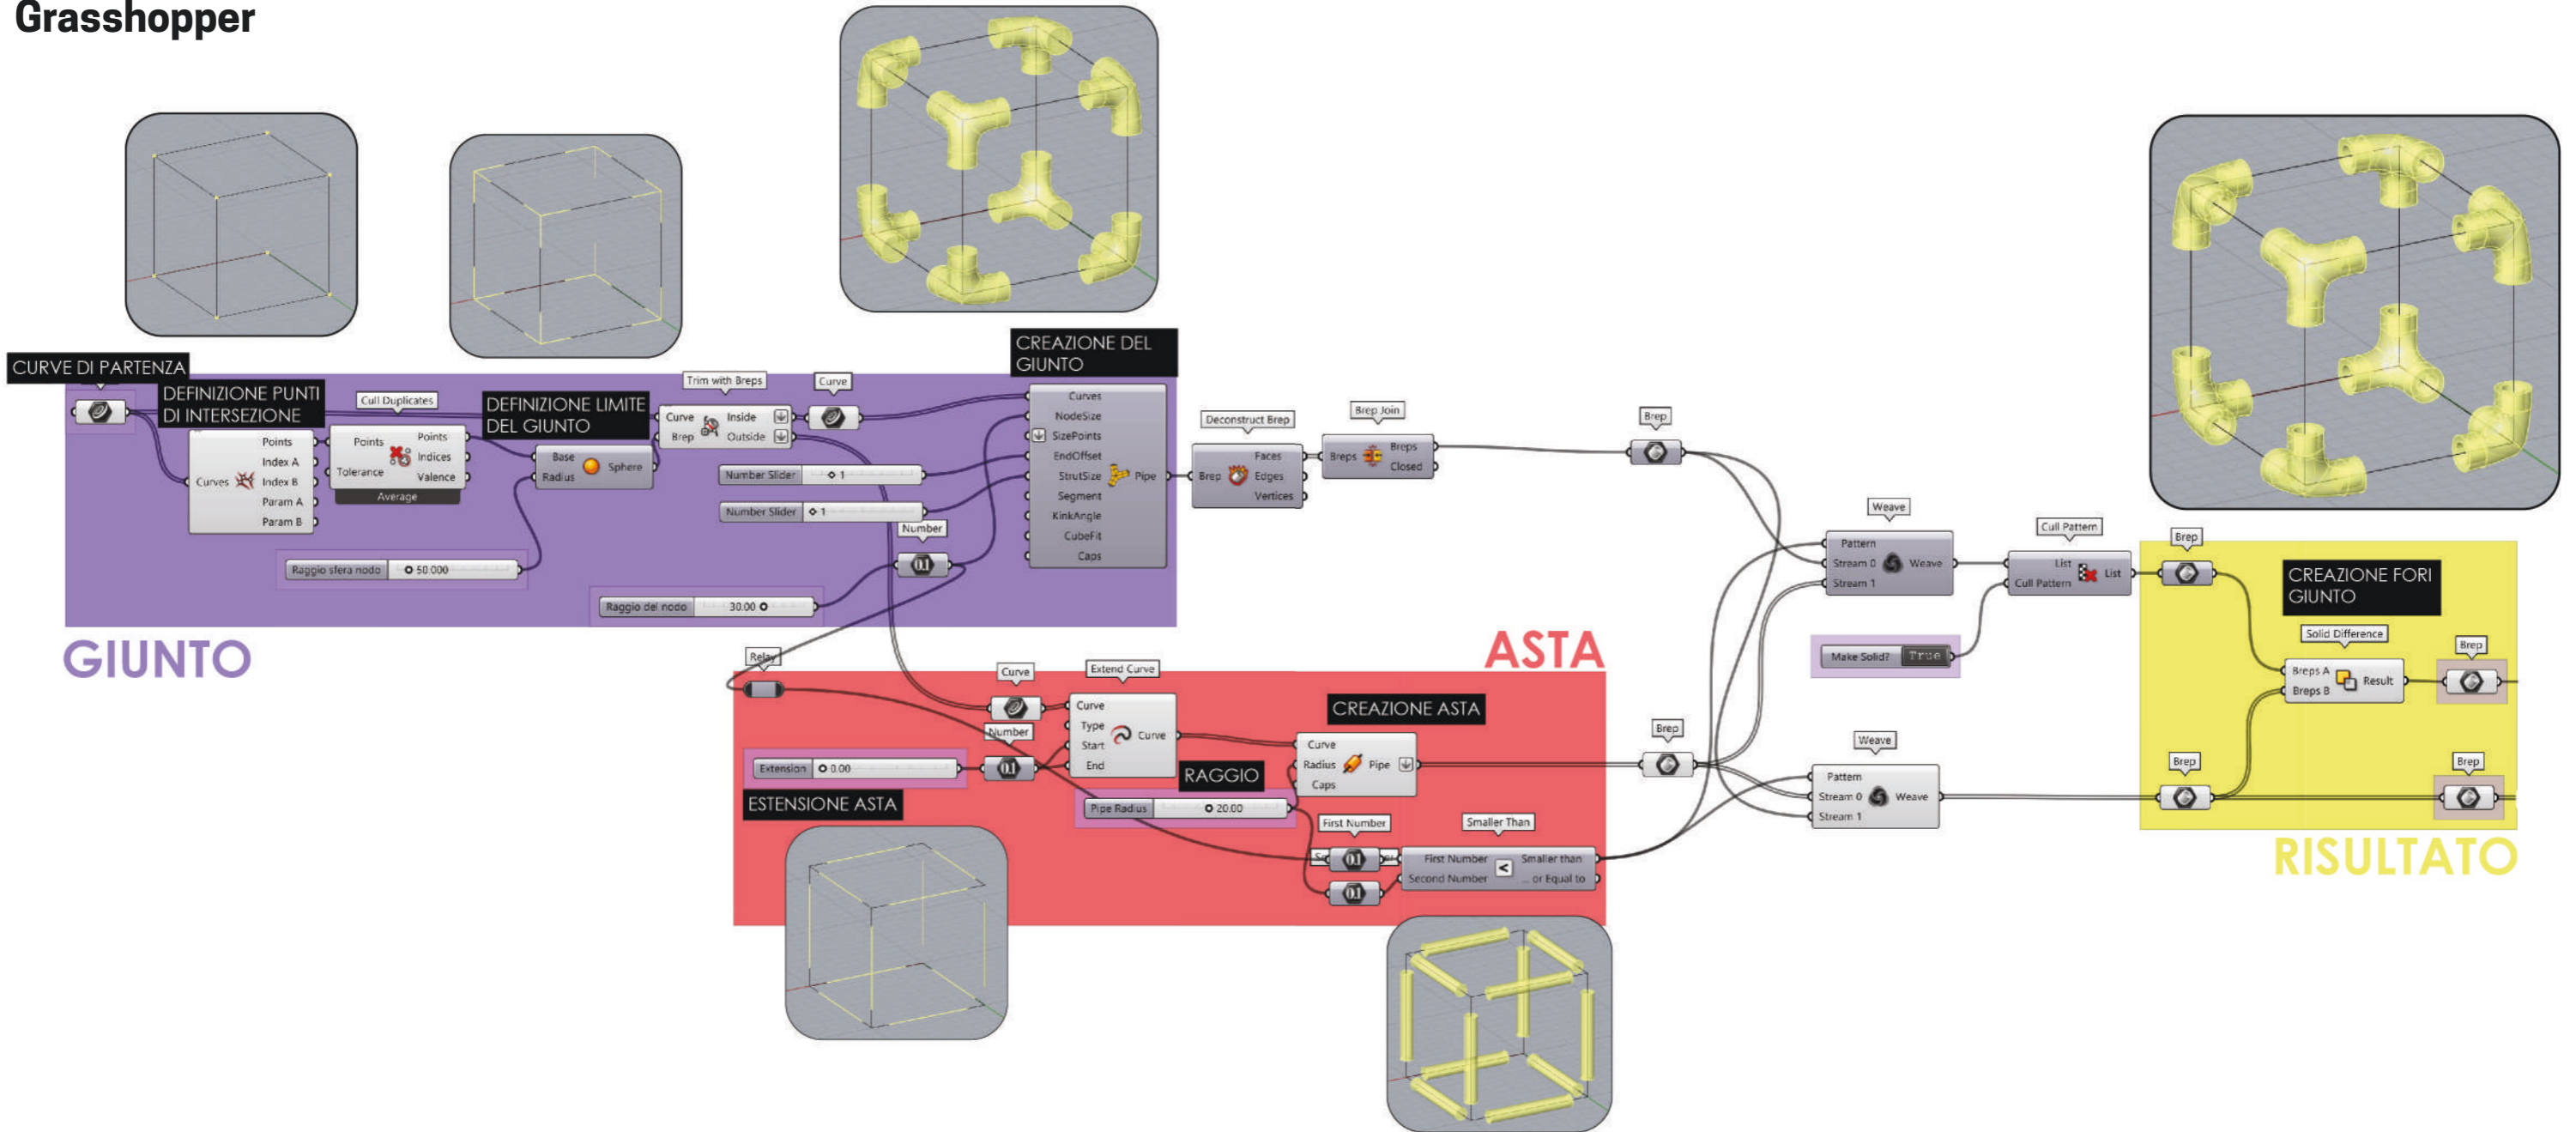 Grasshopper
CURVE DI PARTENZA
DEFINIZIONE PUNTI
DI INTERSEZIONE
Curves
Points
Index A
Index B
Param A
Param B
Cull Duplicates
Points
Tolerance
Points
Indices
Valence
Average
DEFINIZIONE LIMITE
DEL GIUNTO
Base
Radius
Sphere
Raggio sfera nodo
50.000
Trim with Breps
Curve
Brep
Inside
Outside
Curve
Number Slider
1
Number Slider
1
Number
Raggio del nodo
30.00
CREAZIONE DEL
GIUNTO
Curves
NodeSize
SizePoints
EndOffset
StrutSize
Segment
KinkAngle
CubeFit
Caps
Pipe
GIUNTO
Deconstruct Brep
Brep
Faces
Edges
Vertices
Brep Join
Breps
Breps
Closed
Brep
ASTA
Relay
Curve
Number
Extension
0.00
ESTENSIONE ASTA
Extend Curve
Curve
Type
Start
End
Curve
RAGGIO
Pipe Radius
20.00
CREAZIONE ASTA
Curve
Radius
Caps
Pipe
First Number
Smaller Than
First Number
Second Number
Smaller than
... or Equal to
Brep
Weave
Pattern
Stream 0
Stream 1
Weave
Weave
Pattern
Stream 0
Stream 1
Weave
Cull Pattern
List
Cull Pattern
List
Make Solid?
True
Brep
CREAZIONE FORI
GIUNTO
Solid Difference
Breps A
Breps B
Result
Brep
Brep
Brep
RISULTATO